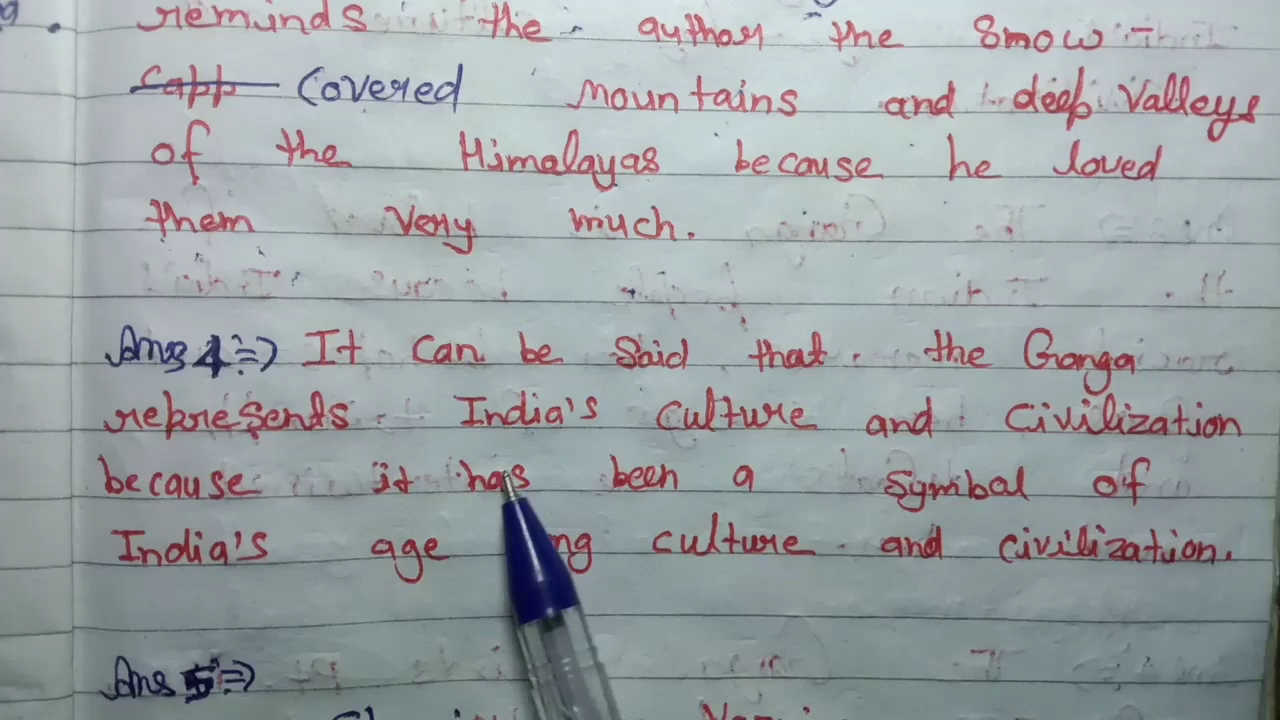 reminds the author the snow -
Capp Covered mountains and deep valleys
of the Himalayas because he loved
them very much.
Ans 4 => It can be said that the Ganga
represents India's culture and civilization
because it has been a symbal of
India's age ng culture and civilization.
Ans 5 =>